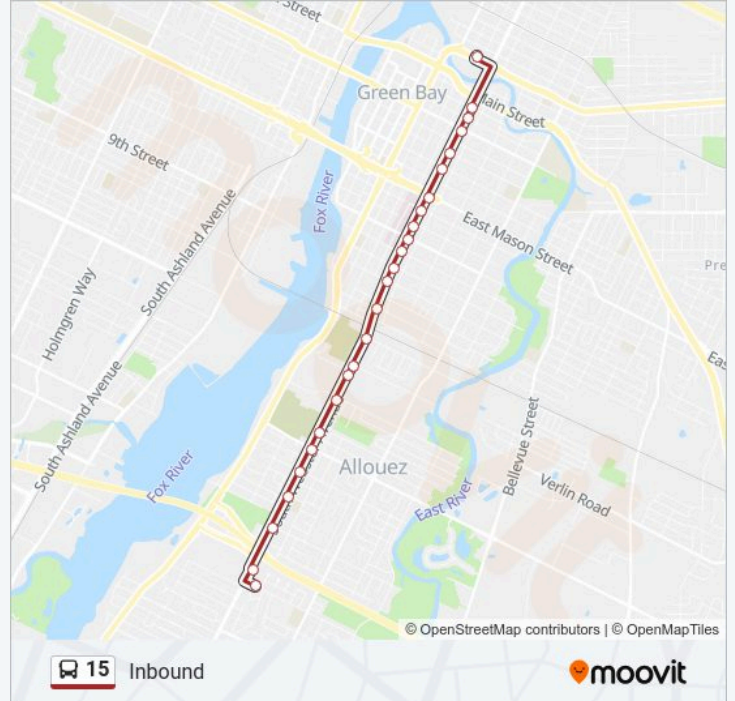 Street
Green Bay
Main Street
9th Street
Fox River
East Mason Street
South Ashland Avenue
Holmgren Way
South Ashland Avenue
Allouez
Bellevue Street
Fox River
East River
Verlin Road
© OpenStreetMap contributors | © OpenMapTiles
15 Inbound
moovit